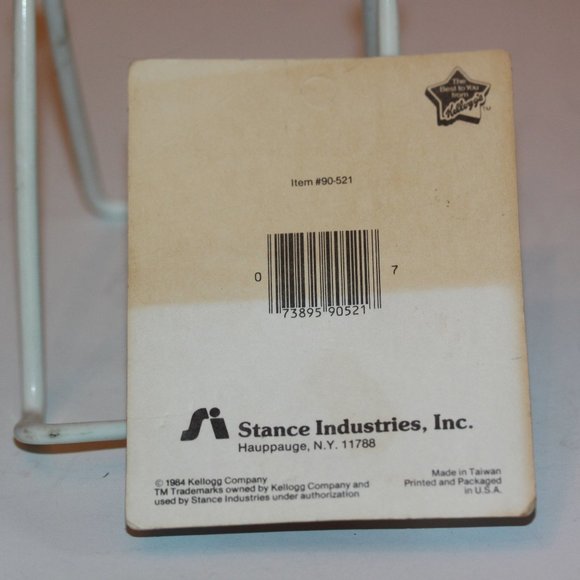 The
Best to You
from
Kellogg's
TM
Item #90-521
0 73895 90521 7
Si Stance Industries, Inc.
Hauppauge, N.Y. 11788
© 1984 Kellogg Company
TM Trademarks owned by Kellogg Company and
used by Stance Industries under authorization
Made in Taiwan
Printed and Packaged
in U.S.A.